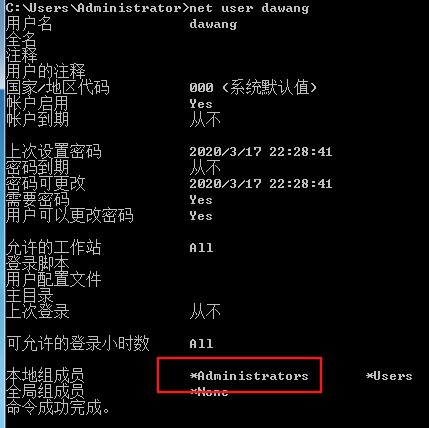 C:\Users\Administrator>net user dawang
用户名 dawang
全名
注释
用户的注释
国家/地区代码 000 (系统默认值)
帐户启用 Yes
帐户到期 从不
上次设置密码 2020/3/17 22:28:41
密码到期 从不
密码可更改 2020/3/17 22:28:41
需要密码 Yes
用户可以更改密码 Yes
允许的工作站 All
登录脚本
用户配置文件
主目录
上次登录 从不
可允许的登录小时数 All
本地组成员 *Administrators *Users
全局组成员 *None
命令成功完成。